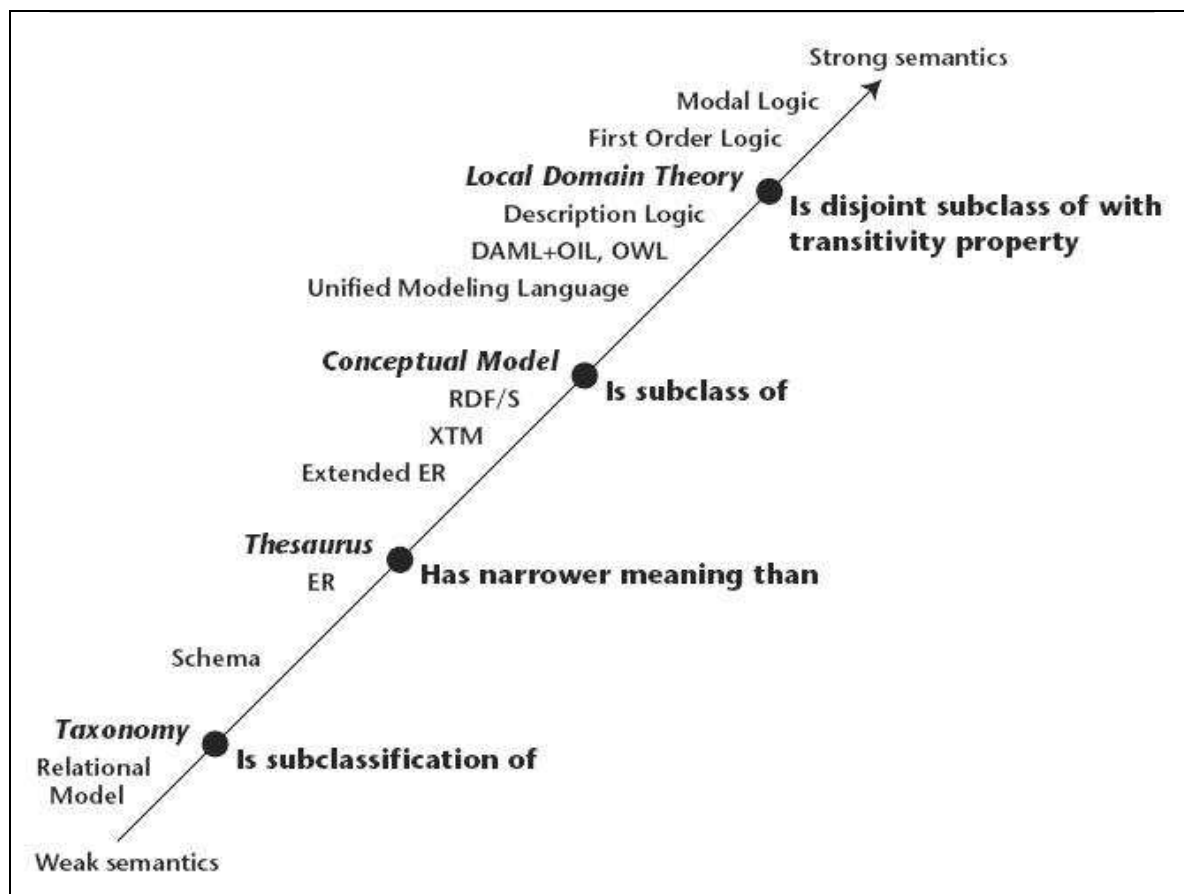 Strong semantics
Modal Logic
First Order Logic
Local Domain Theory
Is disjoint subclass of with
transitivity property
Description Logic
DAML+OIL, OWL
Unified Modeling Language
Conceptual Model
Is subclass of
RDF/S
XTM
Extended ER
Thesaurus
Has narrower meaning than
ER
Schema
Taxonomy
Is subclassification of
Relational
Model
Weak semantics